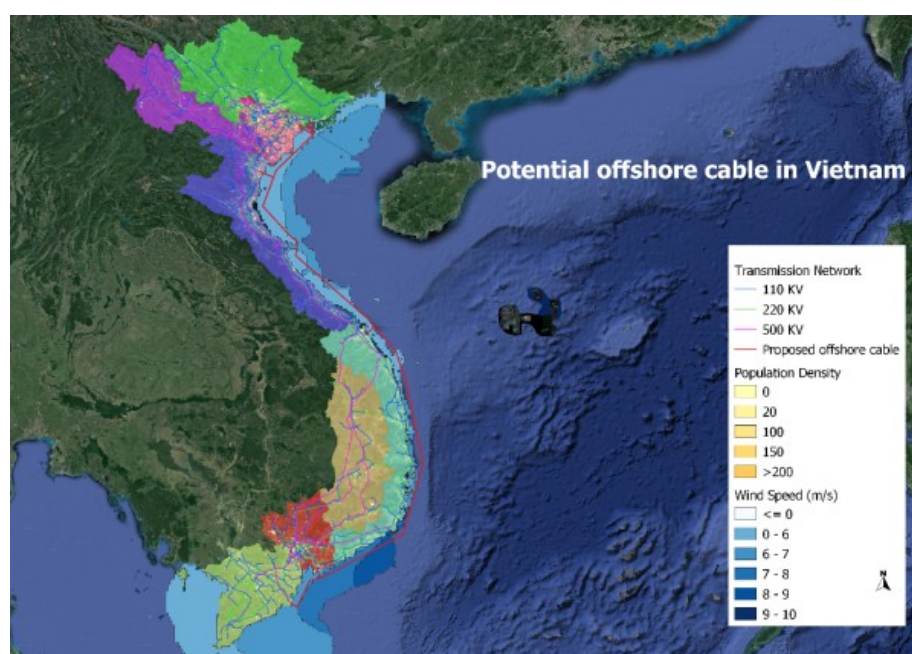 Potential offshore cable in Vietnam
Transmission Network
110 KV
220 KV
500 KV
Proposed offshore cable
Population Density
0
20
100
150
>200
Wind Speed (m/s)
<= 0
0 - 6
6 - 7
7 - 8
8 - 9
9 - 10
N